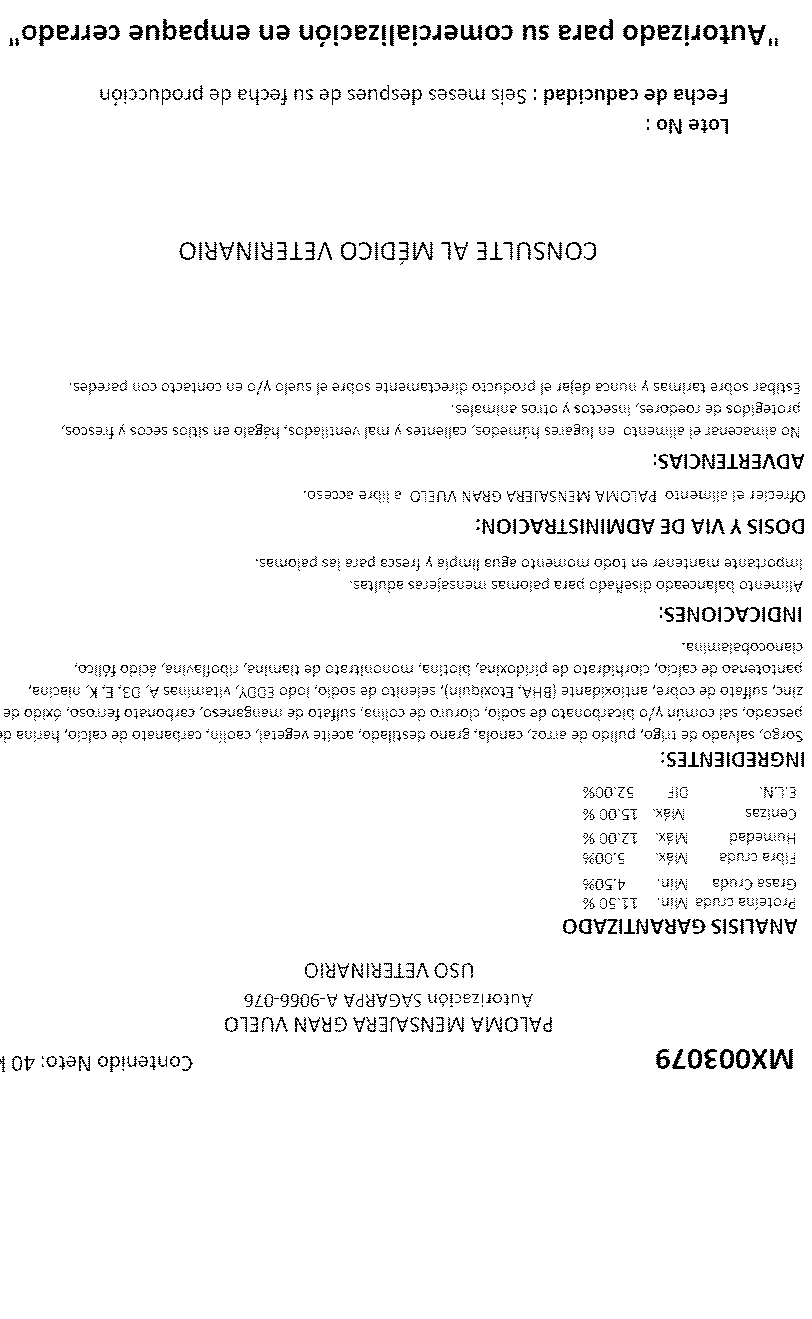 MX003079 Contenido Neto: 40
PALOMA MENSAJERA GRAN VUELO
Autorización SAGARPA A-9066-076
USO VETERINARIO
ANALISIS GARANTIZADO
Proteína cruda Min. 11.50 %
Grasa Cruda Min. 4.50%
Fibra cruda Máx. 5.00%
Humedad Máx. 12.00 %
Cenizas Máx. 15.00 %
E.L.N. DIF 52.00%
INGREDIENTES:
Sorgo, salvado de trigo, pulido de arroz, canola, grano destilado, aceite vegetal, caolín, carbonato de calcio, harina de
pescado, sal común y/o bicarbonato de sodio, cloruro de colina, sulfato de manganeso, carbonato ferroso, óxido de
zinc, sulfato de cobre, antioxidante (BHA, Etoxiquin), selenito de sodio, Iodo EDDY, vitaminas A, D3, E, K, niacina,
pantotenso de calcio, clorhidrato de piridoxina, biotina, mononitrato de tiamina, riboflavina, ácido fólico,
cianocobalamina.
INDICACIONES:
Alimento balanceado diseñado para palomas mensajeras adultas.
Importante mantener en todo momento agua limpia y fresca para las palomas.
DOSIS Y VIA DE ADMINISTRACION:
Ofrecier el alimento PALOMA MENSAJERA GRAN VUELO a libre acceso.
ADVERTENCIAS:
No almacenar el alimento en lugares húmedos, calientes y mal ventilados, hágalo en sitios secos y frescos,
protegidos de roedores, insectos y otros animales.
Estibar sobre tarimas y nunca dejar el producto directamente sobre el suelo y/o en contacto con paredes.
CONSULTE AL MÉDICO VETERINARIO
Lote No :
Fecha de caducidad : Seis meses despues de su fecha de producción
"Autorizado para su comercialización en empaque cerrado"